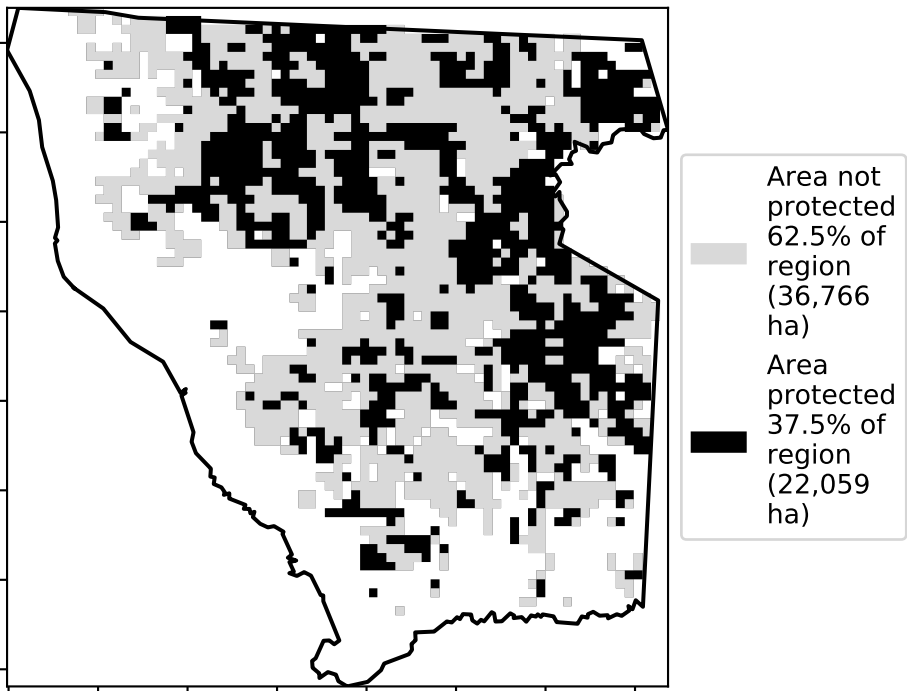 Area not
protected
62.5% of
region
(36,766
ha)
Area
protected
37.5% of
region
(22,059
ha)